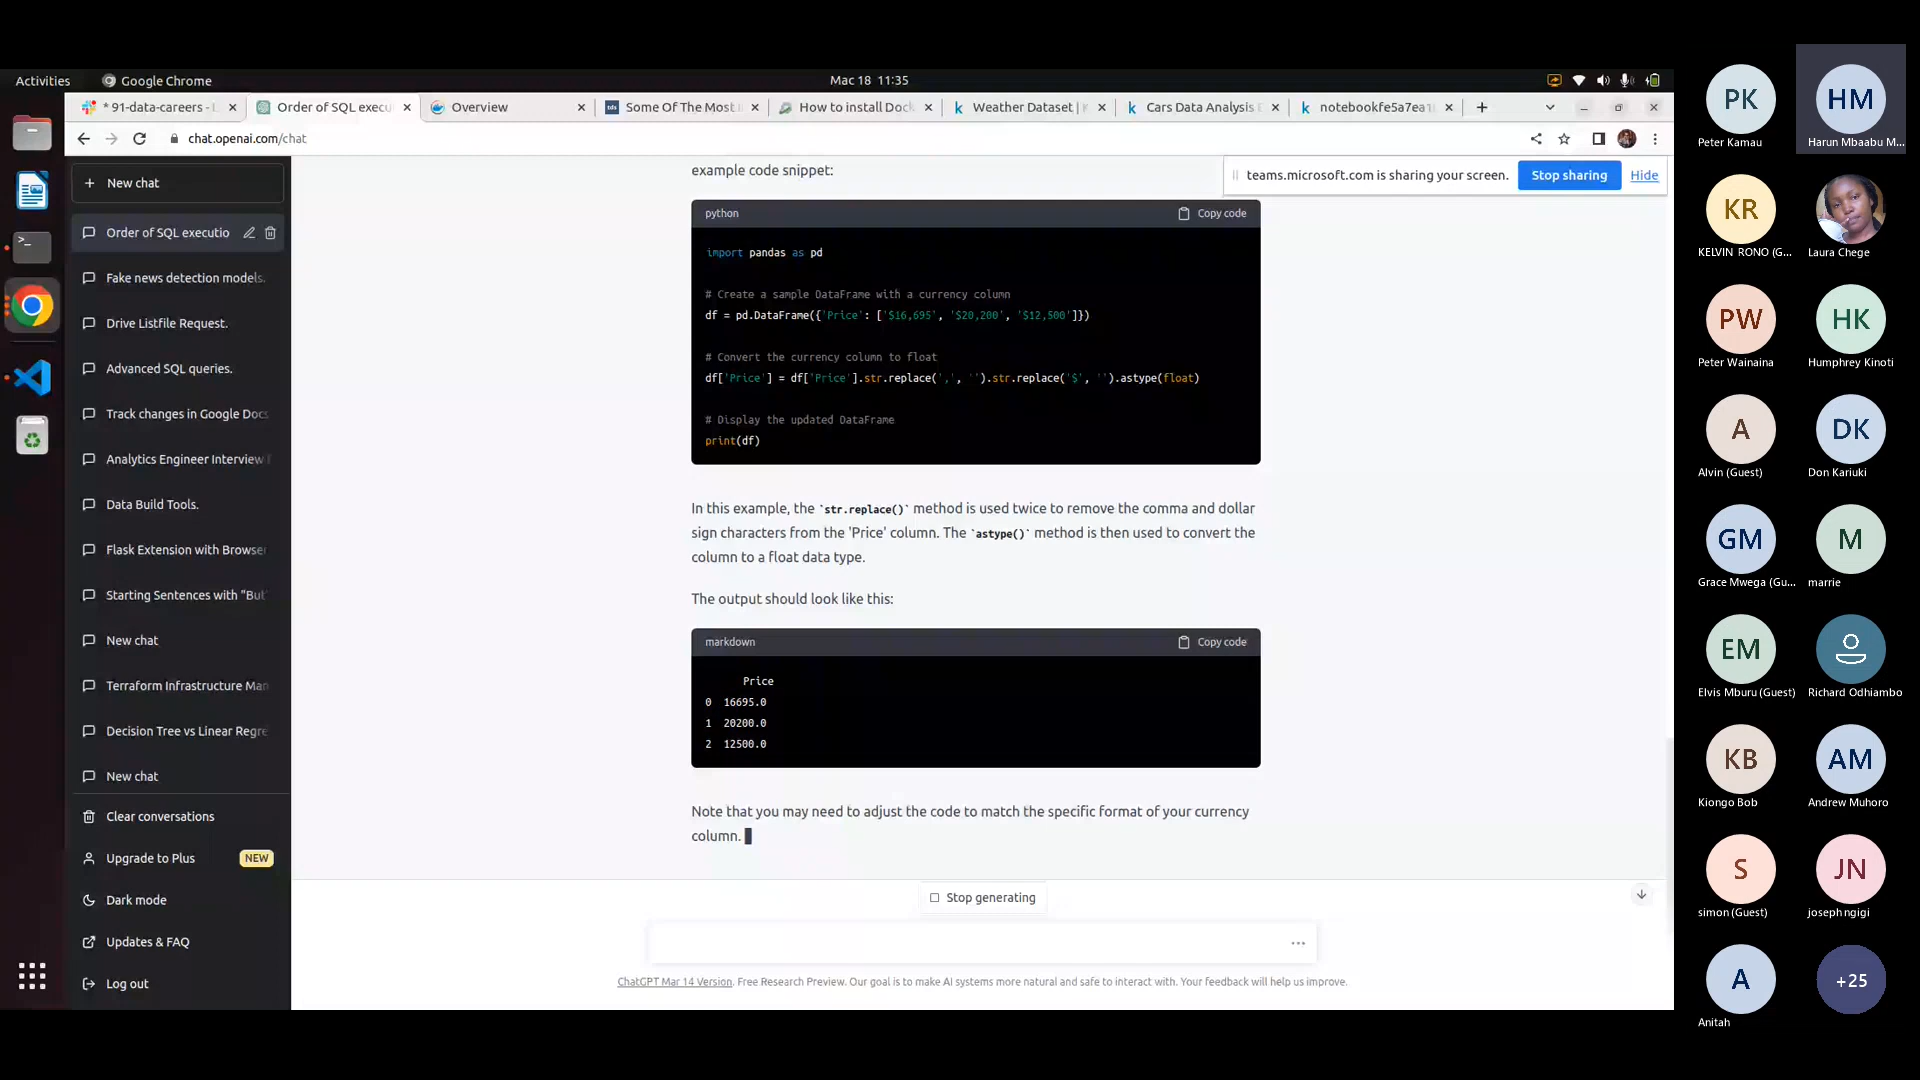 Activities
Google Chrome
Mac 18 11:35
* 91-data-careers -
Order of SQL execu
Overview
Some Of The Most
How to install Doc
Weather Dataset |
Cars Data Analysis
notebookfe5a7ea1
chat.openai.com/chat
teams.microsoft.com is sharing your screen.
Stop sharing
Hide
New chat
Order of SQL executio
Fake news detection models.
Drive Listfile Request.
Advanced SQL queries.
Track changes in Google Docs
Analytics Engineer Interview
Data Build Tools.
Flask Extension with Browse
Starting Sentences with "But
New chat
Terraform Infrastructure Man
Decision Tree vs Linear Regre
New chat
Clear conversations
Upgrade to Plus
NEW
Dark mode
Updates & FAQ
Log out
example code snippet:
python
Copy code
import pandas as pd
# Create a sample DataFrame with a currency column
df = pd.DataFrame({'Price': ['$16,695', '$20,200', '$12,500']})
# Convert the currency column to float
df['Price'] = df['Price'].str.replace(',', '').str.replace('$', '').astype(float)
# Display the updated DataFrame
print(df)
In this example, the `str.replace()` method is used twice to remove the comma and dollar
sign characters from the 'Price' column. The `astype()` method is then used to convert the
column to a float data type.
The output should look like this:
markdown
Copy code
Price
0 16695.0
1 20200.0
2 12500.0
Note that you may need to adjust the code to match the specific format of your currency
column.
Stop generating
ChatGPT Mar 14 Version. Free Research Preview. Our goal is to make AI systems more natural and safe to interact with. Your feedback will help us improve.
PK
Peter Kamau
HM
Harun Mbaabu M...
KR
KELVIN RONO (G...
Laura Chege
PW
Peter Wainaina
HK
Humphrey Kinoti
A
Alvin (Guest)
DK
Don Kariuki
GM
Grace Mwega (Gu...
M
marrie
EM
Elvis Mburu (Guest)
Richard Odhiambo
KB
Kiongo Bob
AM
Andrew Muhoro
S
simon (Guest)
JN
joseph ngigi
A
Anitah
+25